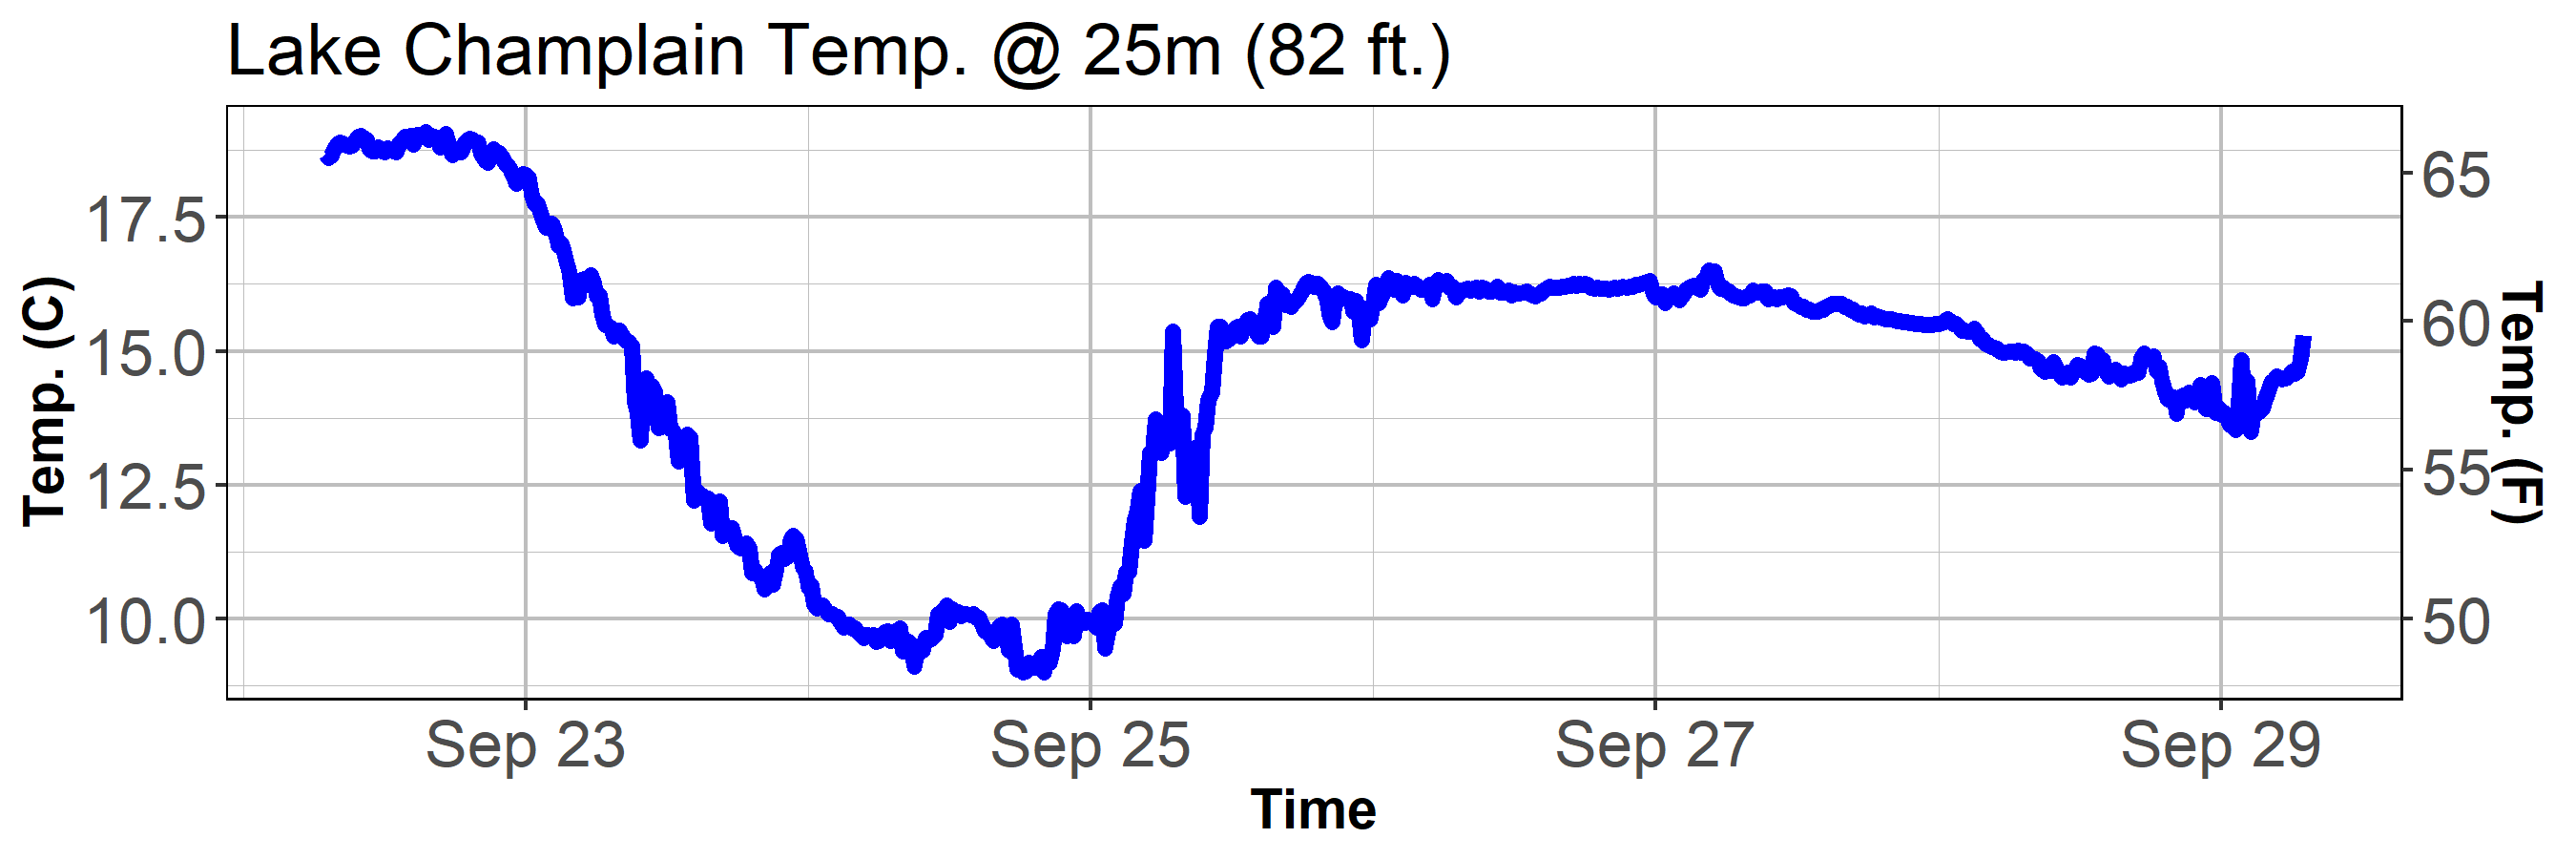 Lake Champlain Temp. @ 25m (82 ft.)
Temp. (C)
17.5
15.0
12.5
10.0
65
60
55
50
Temp. (F)
Sep 23
Sep 25
Sep 27
Sep 29
Time